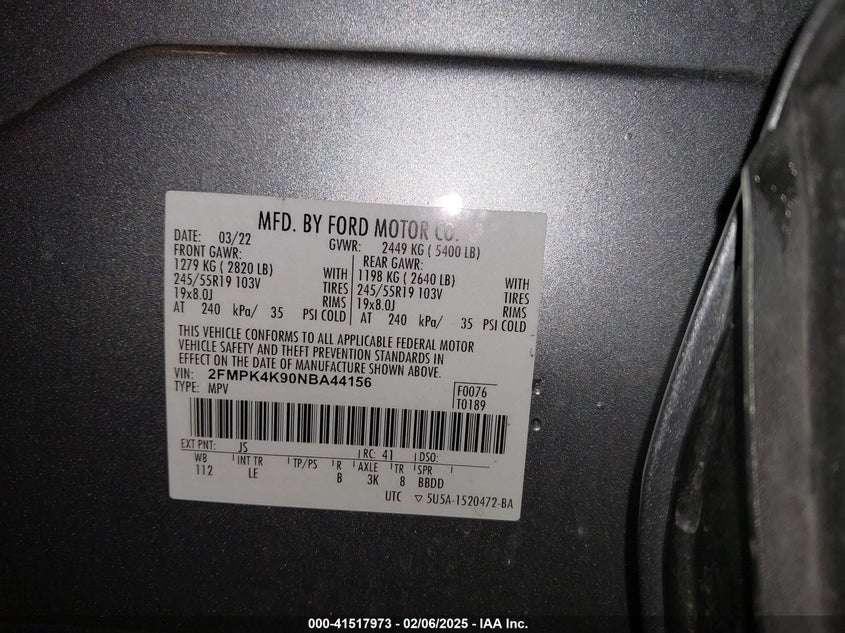 MFD. BY FORD MOTOR CO.
DATE: 03/22 GVWR: 2449 KG ( 5400 LB)
FRONT GAWR: REAR GAWR:
1279 KG ( 2820 LB) WITH 1198 KG ( 2640 LB) WITH
245/55R19 103V TIRES 245/55R19 103V TIRES
19x8.0J RIMS 19x8.0J RIMS
AT 240 kPa/ 35 PSI COLD AT 240 kPa/ 35 PSI COLD
THIS VEHICLE CONFORMS TO ALL APPLICABLE FEDERAL MOTOR
VEHICLE SAFETY AND THEFT PREVENTION STANDARDS IN
EFFECT ON THE DATE OF MANUFACTURE SHOWN ABOVE.
VIN: 2FMPK4K90NBA44156
TYPE: MPV F0076
T0189
EXT PNT: JS RC: 41 DSO:
WB INT TR TP/PS R AXLE TR SPR
112 LE B 3K 8 BBDD
UTC ▽ 5U5A-1520472-BA
000-41517973 - 02/06/2025 - IAA Inc.